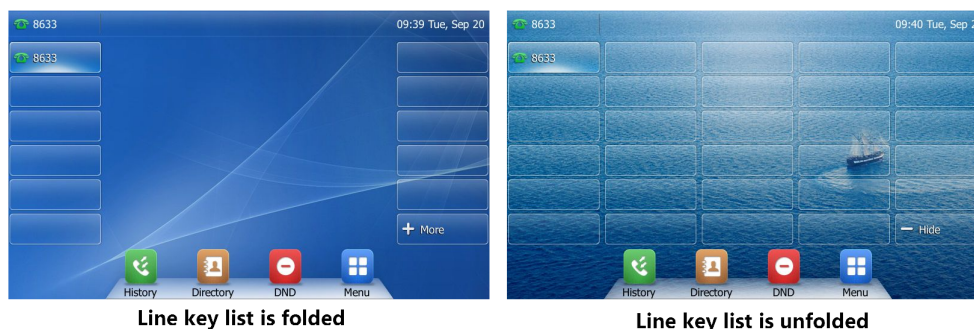 8633
09:39 Tue, Sep 20
8633
+ More
History Directory DND Menu
Line key list is folded
8633
09:40 Tue, Sep 2
8633
− Hide
History Directory DND Menu
Line key list is unfolded